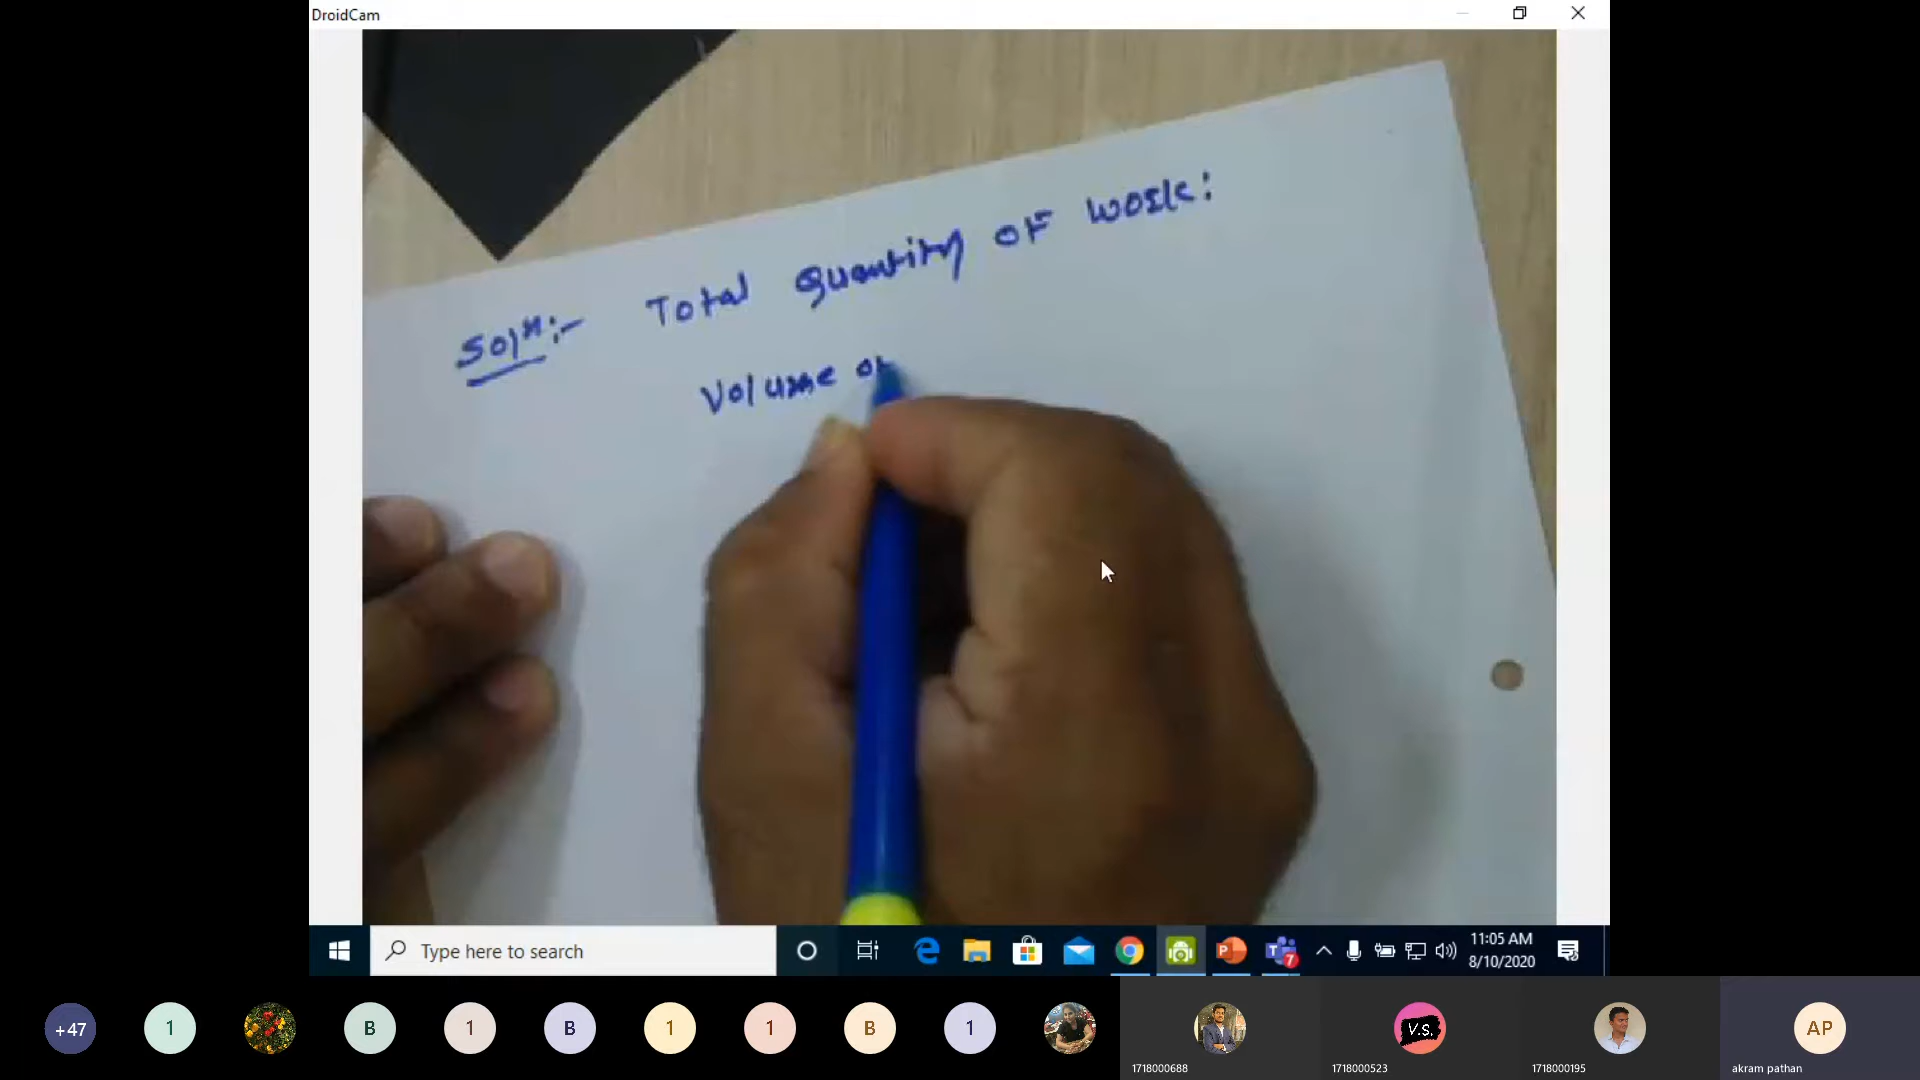 DroidCam
Soln:- Total Quantity of work:
Volume of
Type here to search
11:05 AM
8/10/2020
7
+47
1
B
1
B
1
1
B
1
V.S.
AP
1718000688
1718000523
1718000195
akram pathan